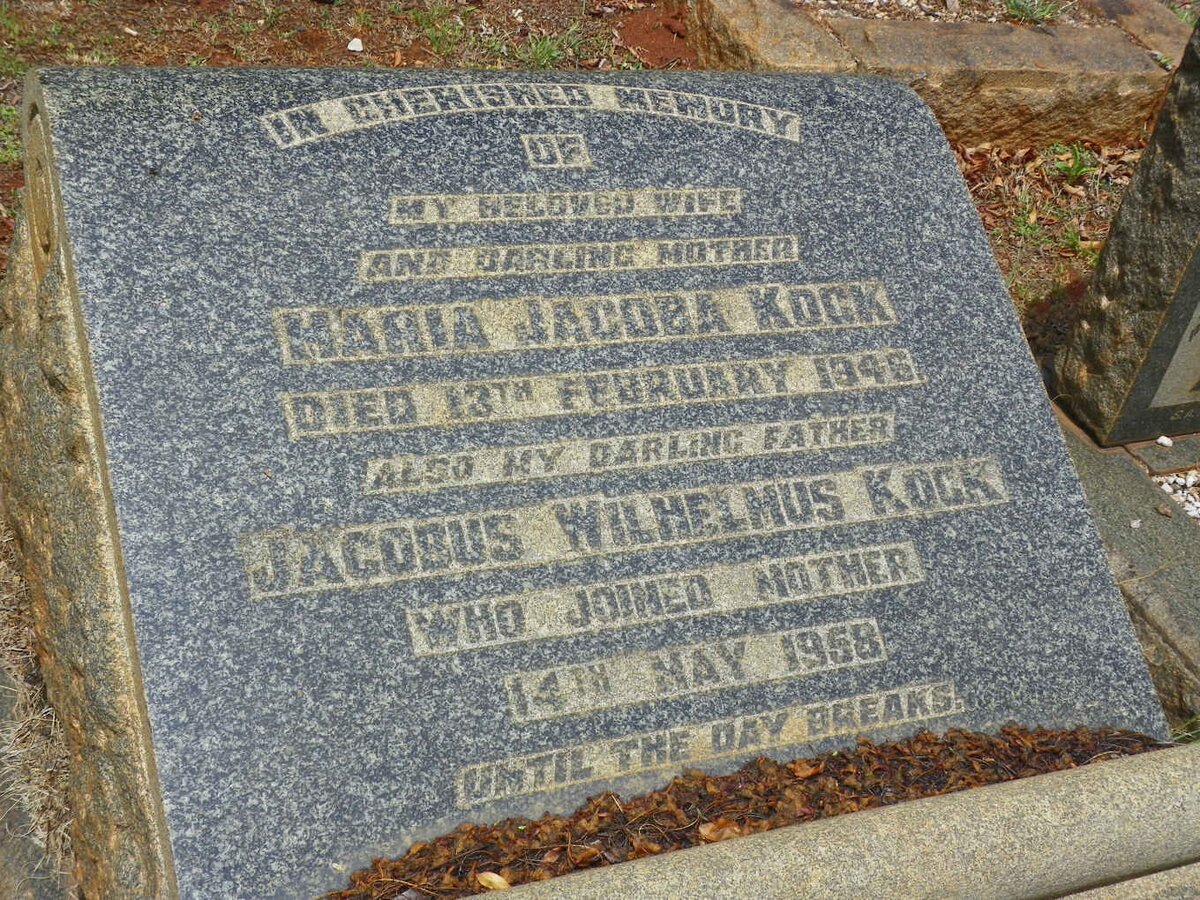 IN CHERISHED MEMORY
OF
MY BELOVED WIFE
AND DARLING MOTHER
MARIA JACOBA KOCK
DIED 13TH FEBRUARY
ALSO MY DARLING FATHER
JACOBUS WILHELMUS KOCK
WHO JOINED MOTHER
14TH MAY 1958
UNTIL THE DAY BREAKS.